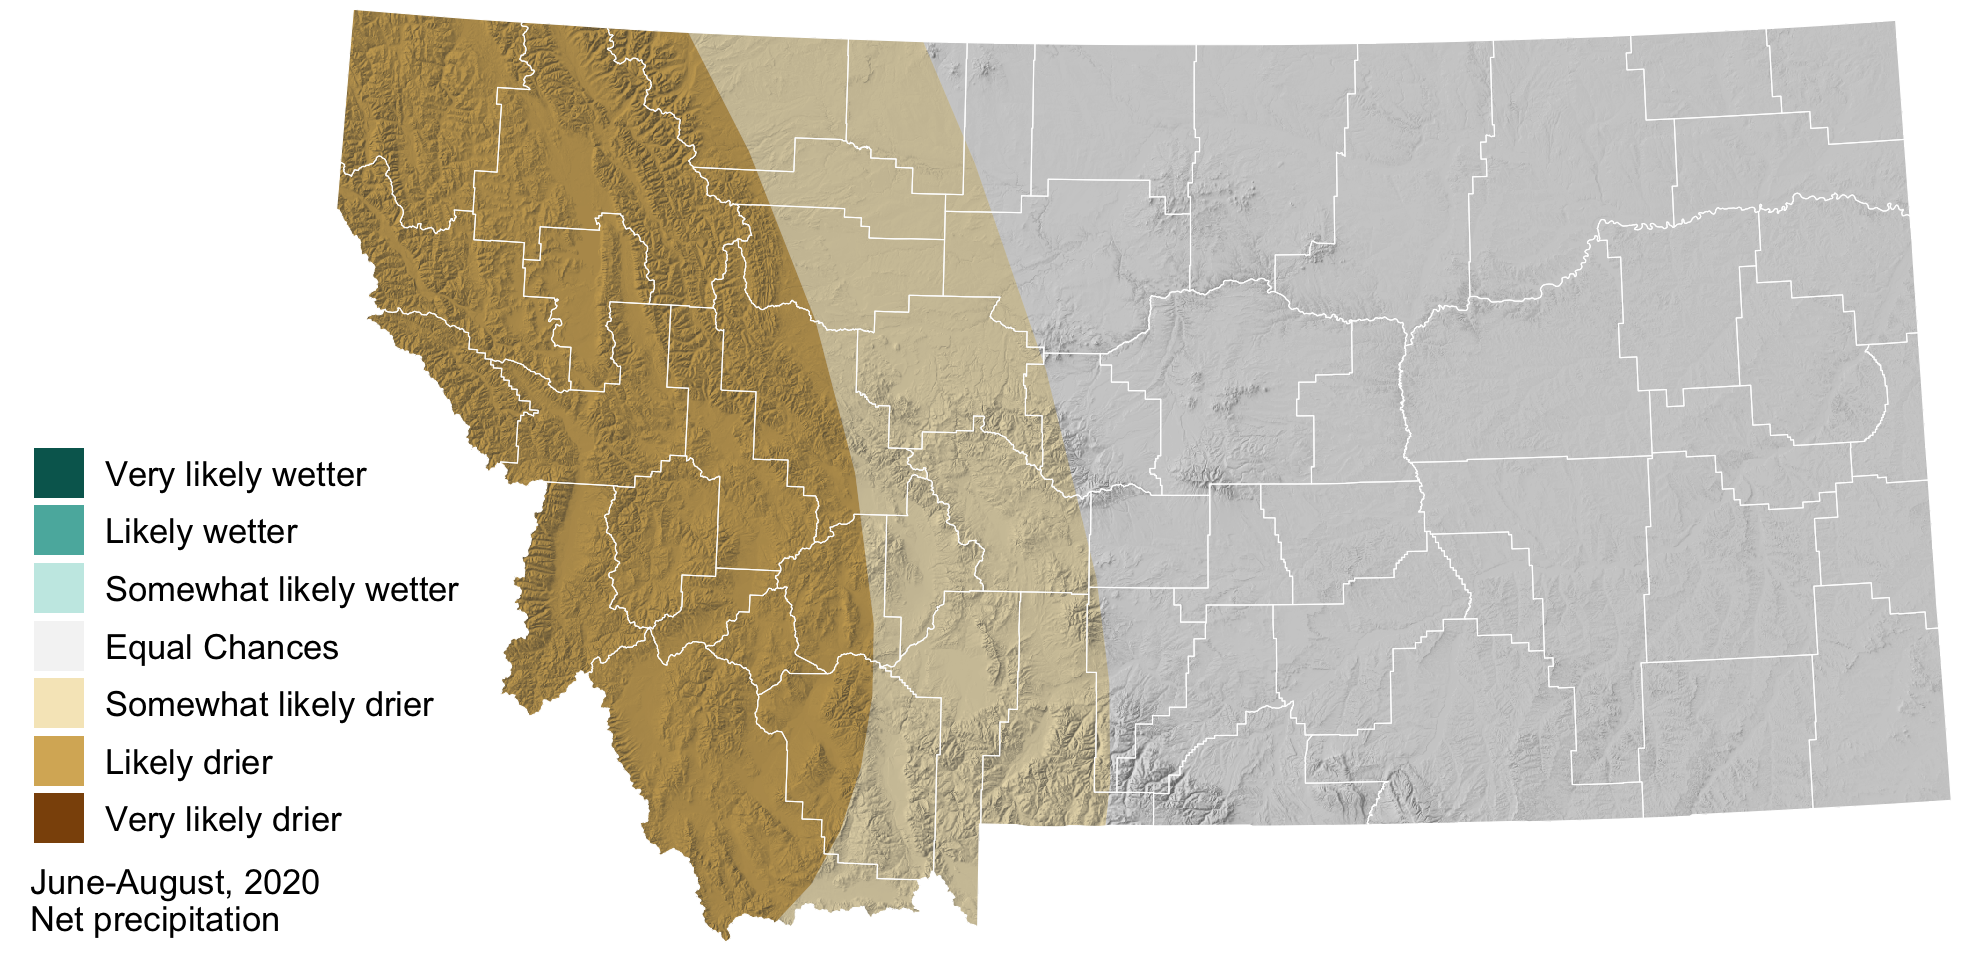 Very likely wetter
Likely wetter
Somewhat likely wetter
Equal Chances
Somewhat likely drier
Likely drier
Very likely drier
June-August, 2020
Net precipitation